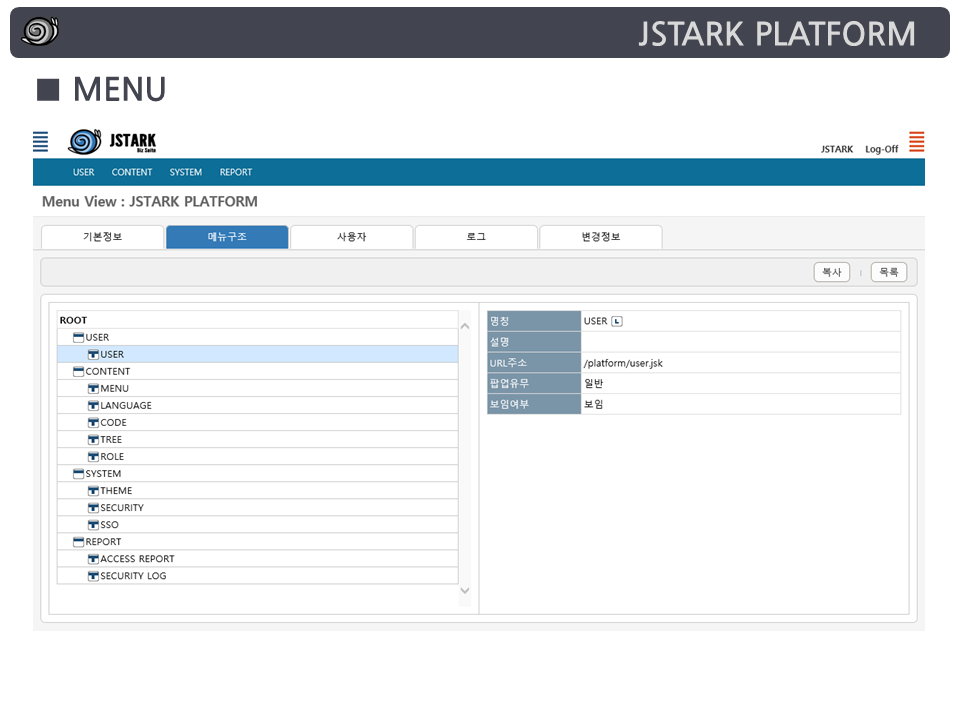 JSTARK PLATFORM
■ MENU
JSTARK
Biz Suite
JSTARK Log-Off
USER CONTENT SYSTEM REPORT
Menu View : JSTARK PLATFORM
기본정보 메뉴구조 사용자 로그 변경정보
복사 목록
ROOT
USER
USER
CONTENT
MENU
LANGUAGE
CODE
TREE
ROLE
SYSTEM
THEME
SECURITY
SSO
REPORT
ACCESS REPORT
SECURITY LOG
명칭 USER L
설명
URL주소 /platform/user.jsk
팝업유무 일반
보임여부 보임